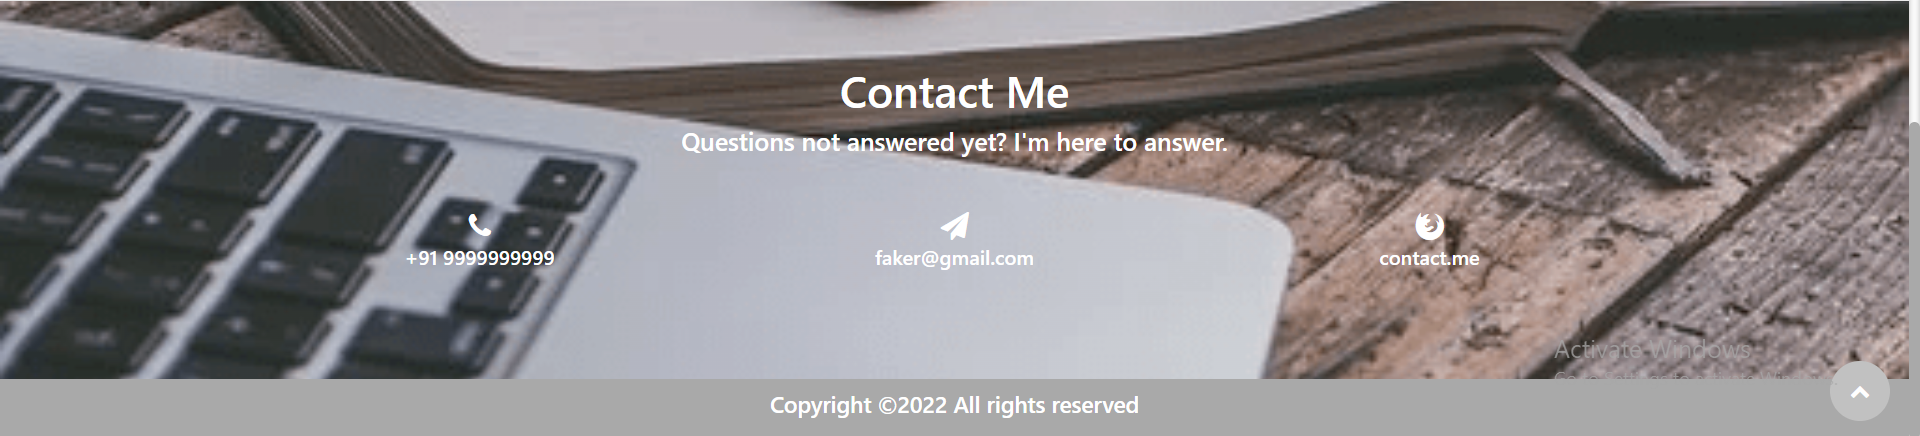 Contact Me
Questions not answered yet? I'm here to answer.
+91 9999999999
faker@gmail.com
contact.me
Activate Windows
Copyright ©2022 All rights reserved